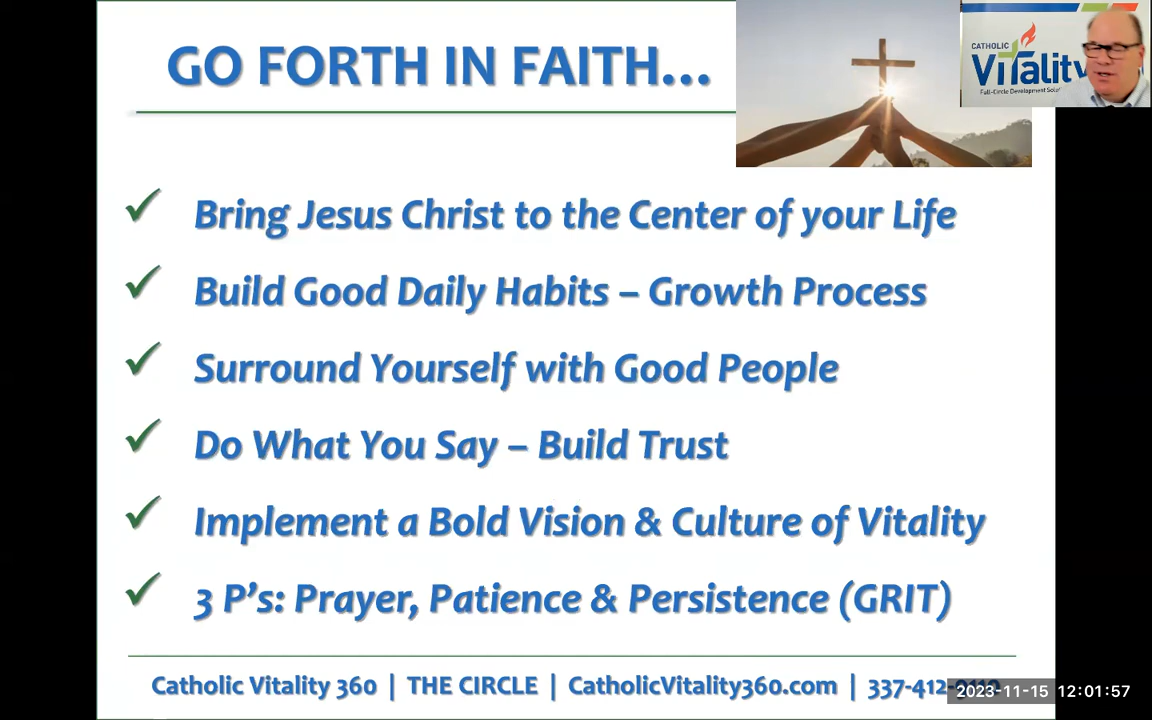 GO FORTH IN FAITH...
CATHOLIC
Vitality
Full-Circle Development
Bring Jesus Christ to the Center of your Life
Build Good Daily Habits – Growth Process
Surround Yourself with Good People
Do What You Say – Build Trust
Implement a Bold Vision & Culture of Vitality
3 P's: Prayer, Patience & Persistence (GRIT)
Catholic Vitality 360 | THE CIRCLE | CatholicVitality360.com | 337-412-
2023-11-15 12:01:57